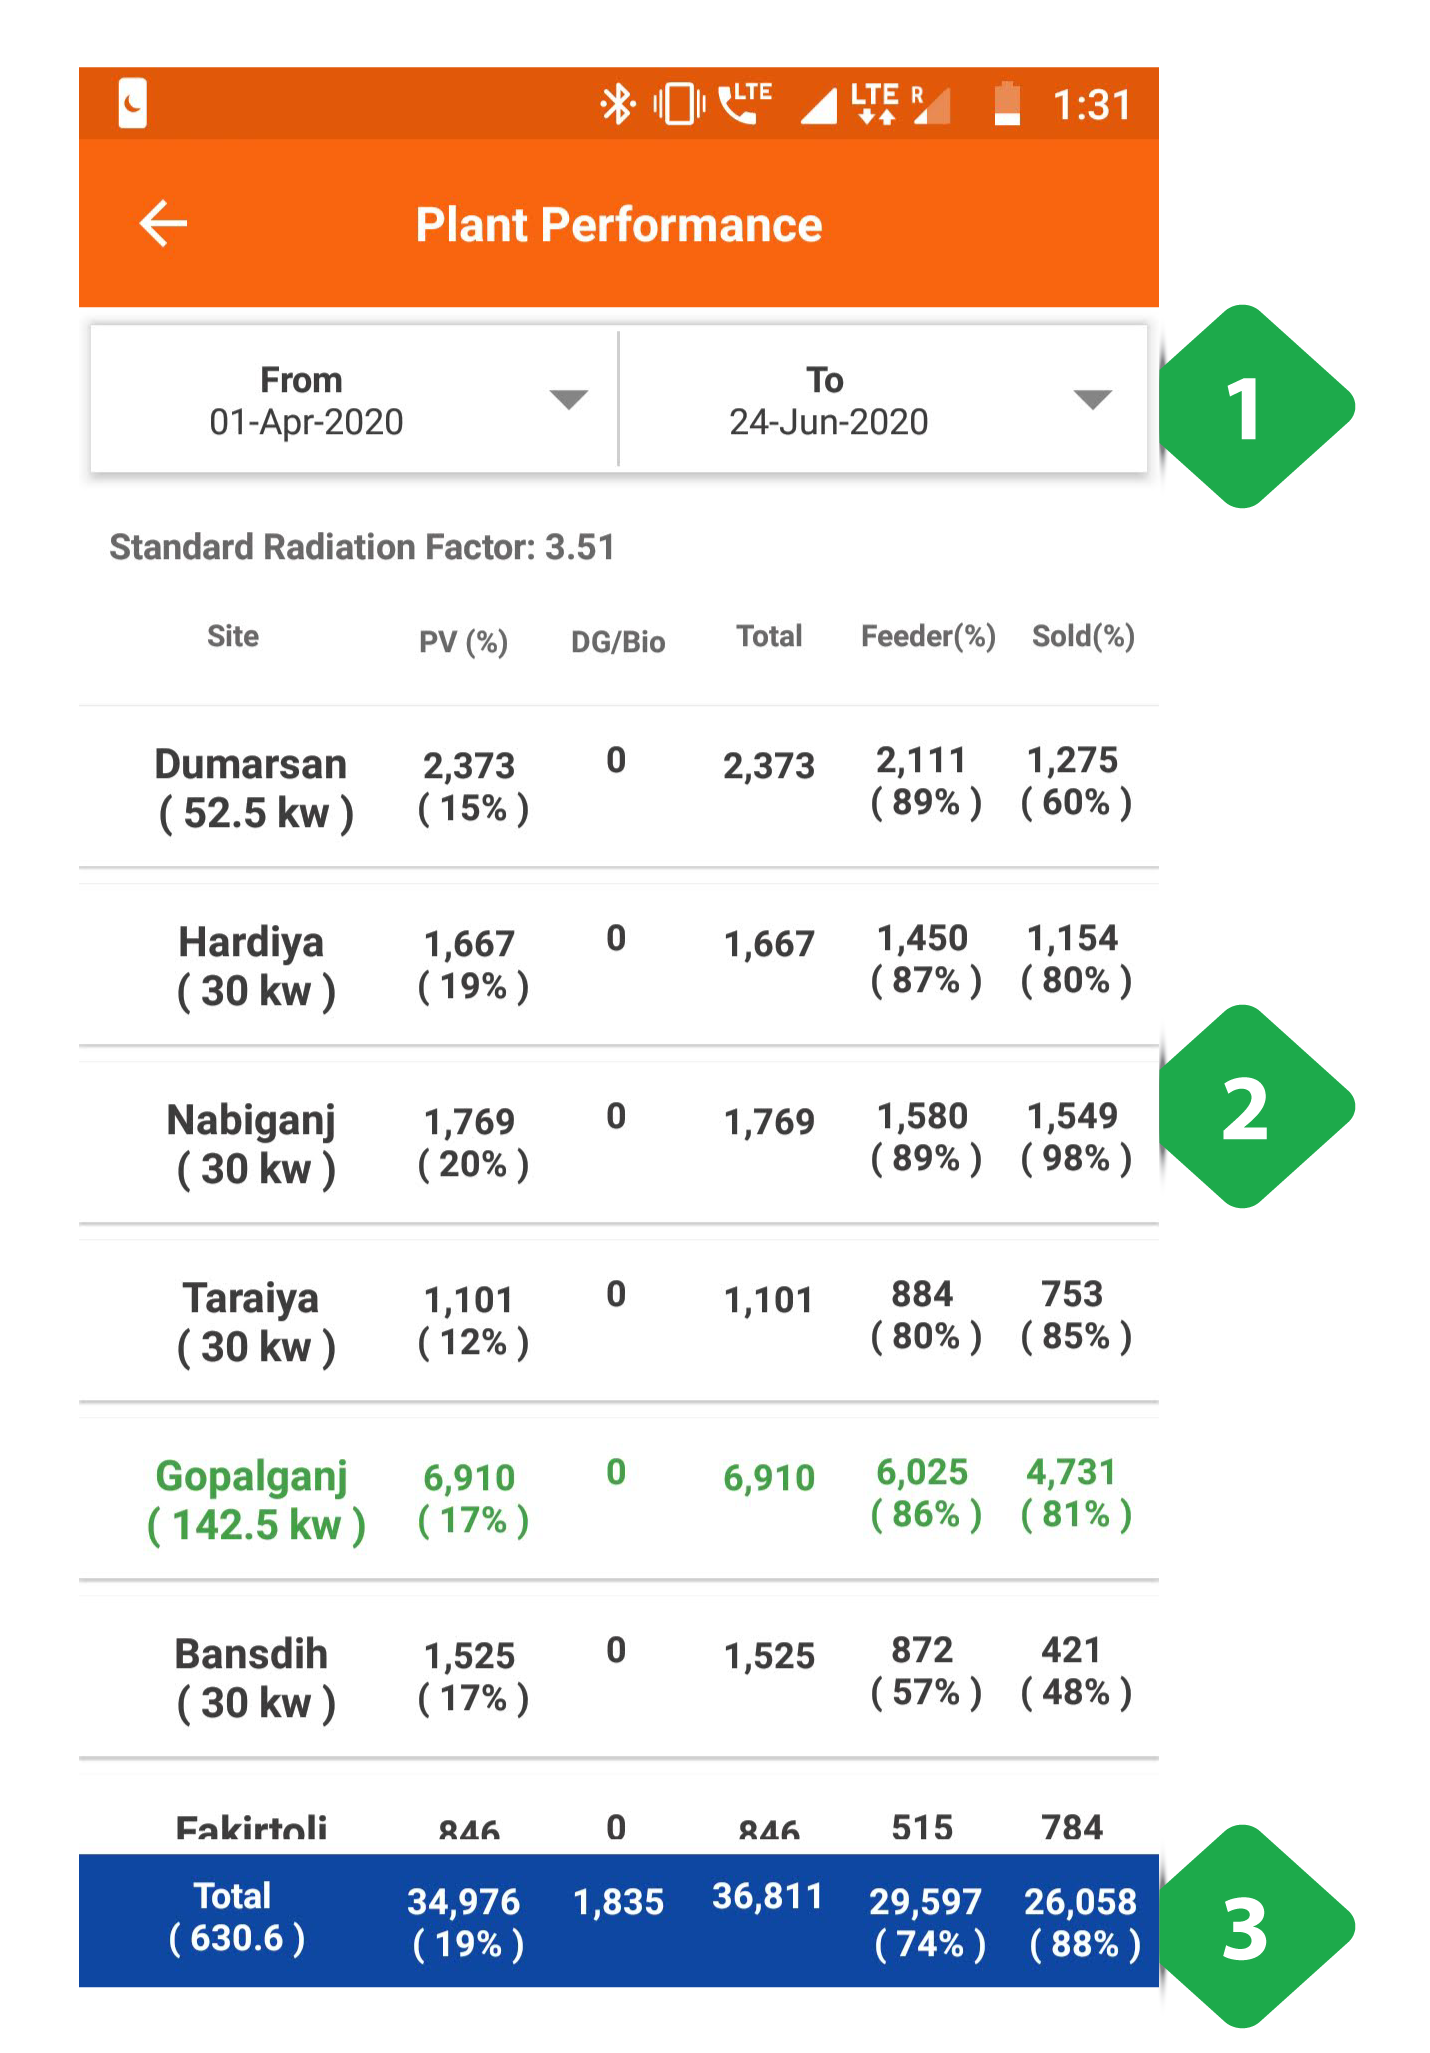 LTE LTE R 1:31
Plant Performance
From To
01-Apr-2020 24-Jun-2020
1
Standard Radiation Factor: 3.51
Site PV (%) DG/Bio Total Feeder(%) Sold(%)
Dumarsan 2,373 0 2,373 2,111 1,275
( 52.5 kw ) ( 15% ) ( 89% ) ( 60% )
Hardiya 1,667 0 1,667 1,450 1,154
( 30 kw ) ( 19% ) ( 87% ) ( 80% )
Nabiganj 1,769 0 1,769 1,580 1,549
( 30 kw ) ( 20% ) ( 89% ) ( 98% )
2
Taraiya 1,101 0 1,101 884 753
( 30 kw ) ( 12% ) ( 80% ) ( 85% )
Gopalganj 6,910 0 6,910 6,025 4,731
( 142.5 kw ) ( 17% ) ( 86% ) ( 81% )
Bansdih 1,525 0 1,525 872 421
( 30 kw ) ( 17% ) ( 57% ) ( 48% )
Fakirtoli 846 0 846 515 784
Total 34,976 1,835 36,811 29,597 26,058
( 630.6 ) ( 19% ) ( 74% ) ( 88% )
3